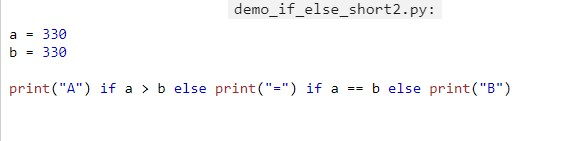 demo_if_else_short2.py:
a = 330
b = 330
print("A") if a > b else print("=") if a == b else print("B")